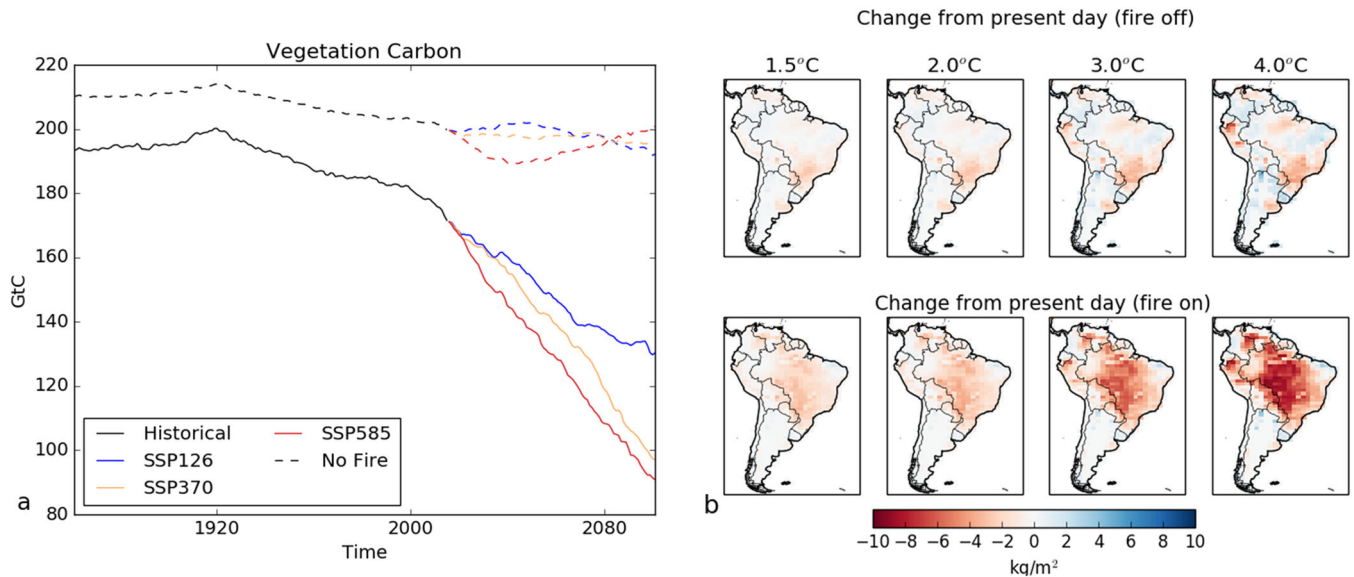 Vegetation Carbon
220
200
180
160
140
120
100
80
GtC
1920
2000
2080
Time
Historical
SSP126
SSP370
SSP585
No Fire
a
Change from present day (fire off)
1.5°C
2.0°C
3.0°C
4.0°C
Change from present day (fire on)
b
−10 −8 −6 −4 −2 0 2 4 6 8 10
kg/m²